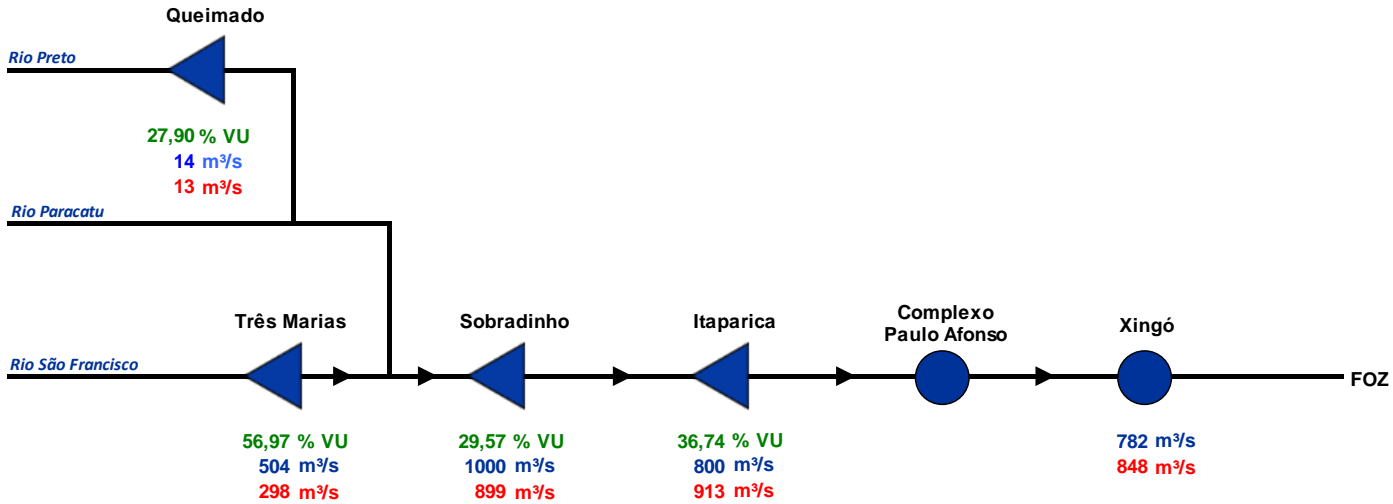 Queimado
Rio Preto
27,90 % VU
14 m³/s
13 m³/s
Rio Paracatu
Três Marias
Sobradinho
Itaparica
Complexo
Paulo Afonso
Xingó
Rio São Francisco
FOZ
56,97 % VU
504 m³/s
298 m³/s
29,57 % VU
1000 m³/s
899 m³/s
36,74 % VU
800 m³/s
913 m³/s
782 m³/s
848 m³/s